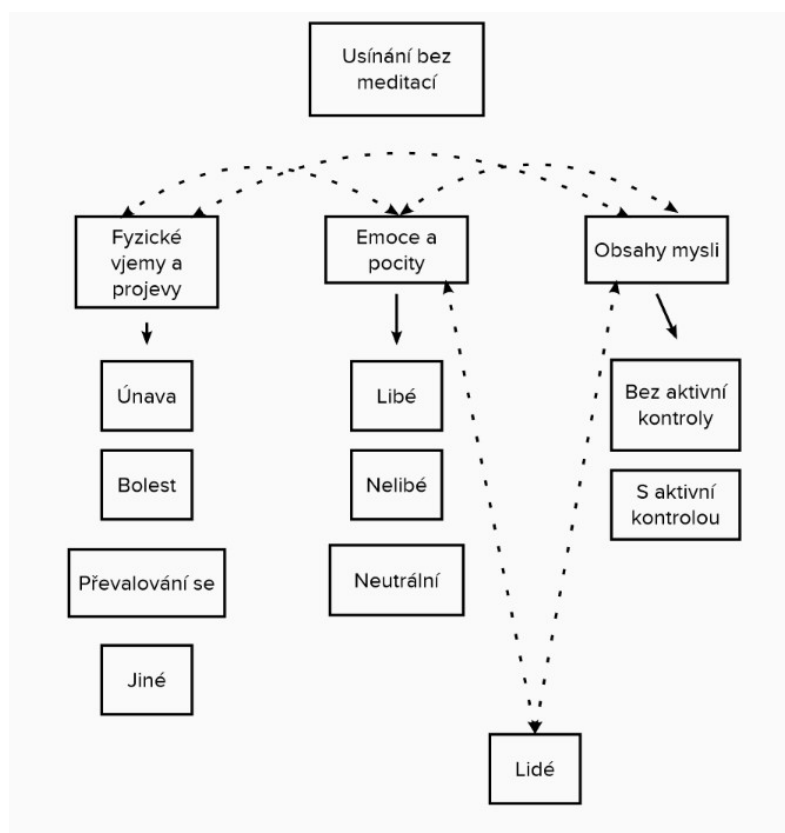 Usínání bez
meditací
Fyzické
vjemy a
projevy
Emoce a
pocity
Obsahy mysli
Únava
Libé
Bez aktivní
kontroly
Bolest
Nelibé
S aktivní
kontrolou
Převalování se
Neutrální
Jiné
Lidé